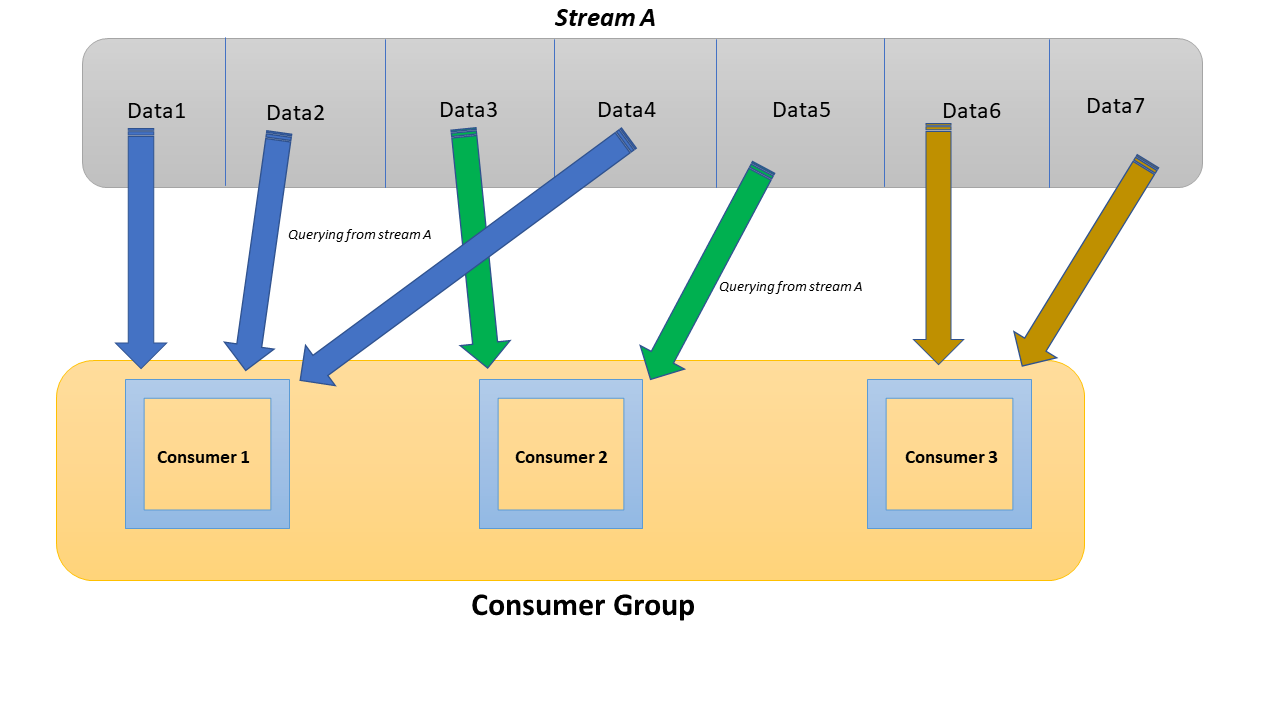 Stream A
Data1
Data2
Data3
Data4
Data5
Data6
Data7
Querying from stream A
Querying from stream A
Consumer 1
Consumer 2
Consumer 3
Consumer Group